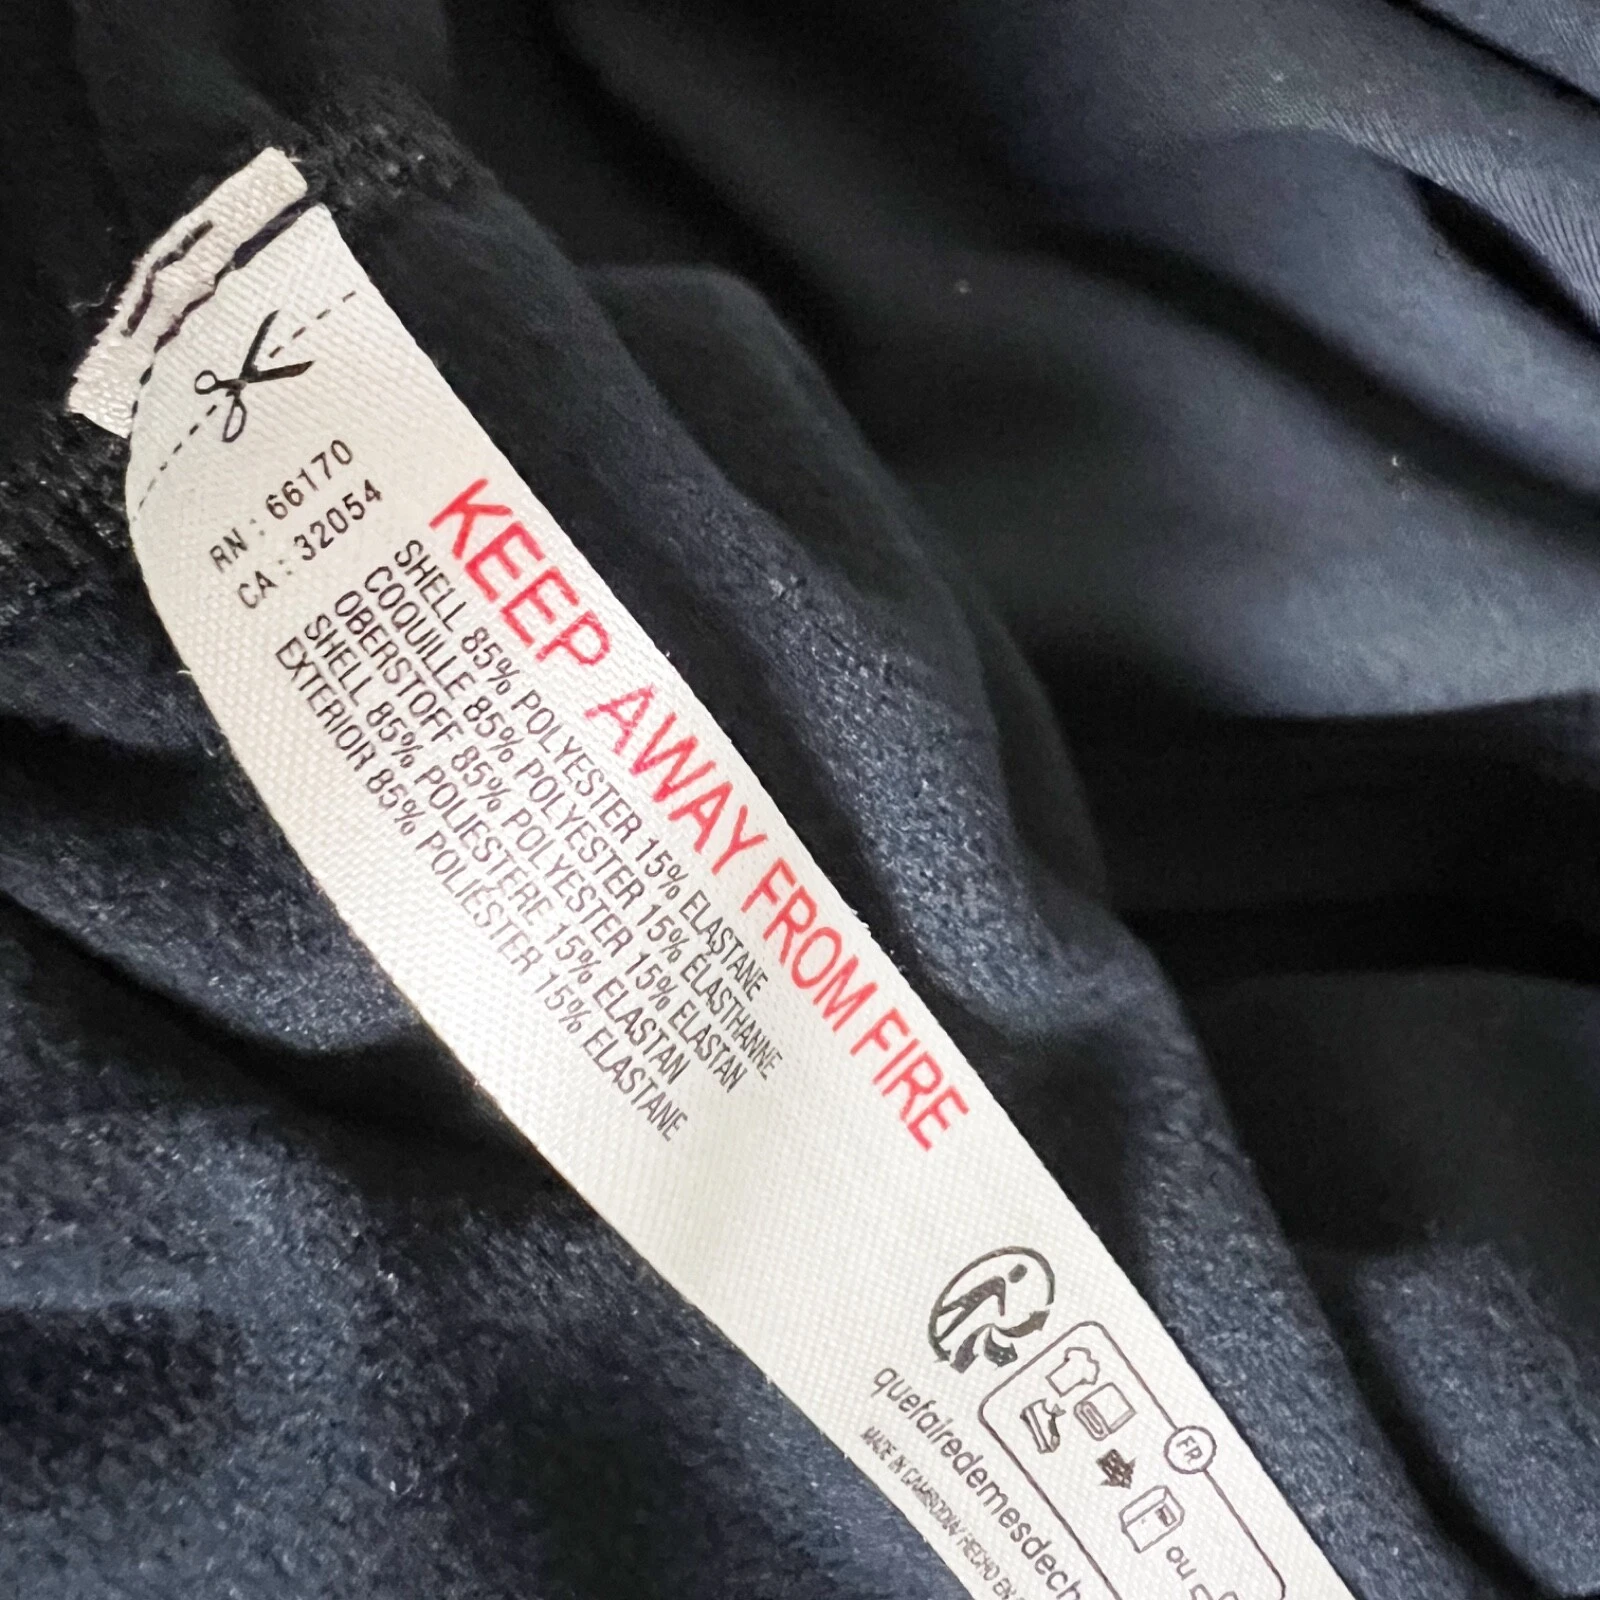 RN : 66170
CA : 32054
KEEP AWAY FROM FIRE
SHELL 85% POLYESTER 15% ELASTANE
COQUILLE 85% POLYESTER 15% ÉLASTHANNE
OBERSTOFF 85% POLYESTER 15% ELASTAN
SHELL 85% POLIESTERE 15% ELASTAN
EXTERIOR 85% POLIÉSTER 15% ELASTANE
FR
ou
quefairedemesdech
MADE IN CAMBODIA/ HECHO EN